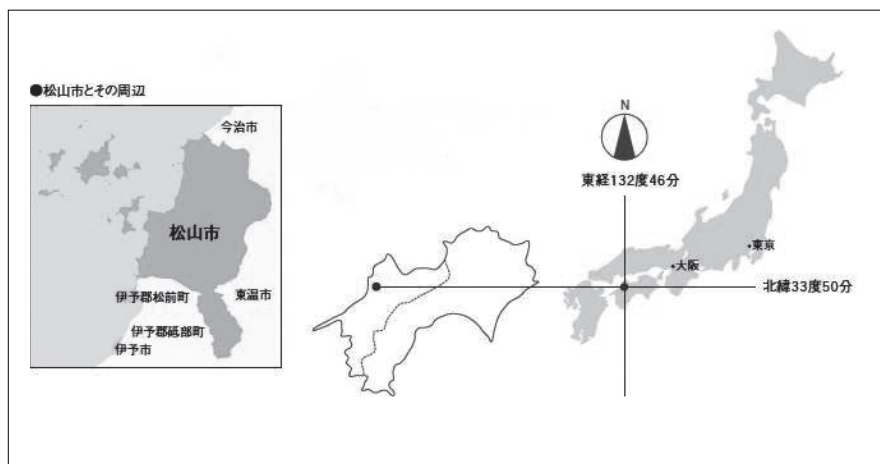 ●松山市とその周辺
今治市
松山市
伊予郡松前町
東温市
伊予郡砥部町
伊予市
N
東経132度46分
東京
大阪
北緯33度50分